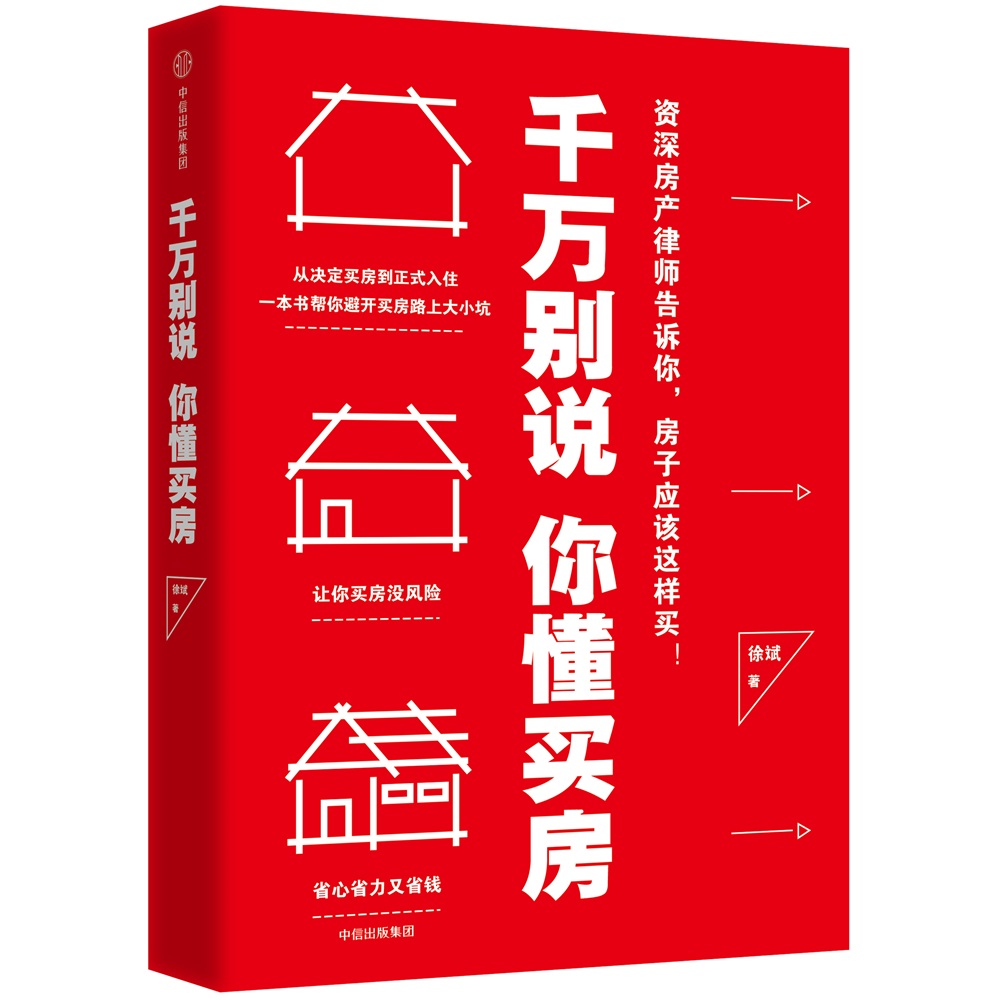 中信出版集团
千万别说 你懂买房
徐斌
著
资深房产律师告诉你，房子应该这样买！
千万别说 你懂买房
从决定买房到正式入住
一本书帮你避开买房路上大小坑
让你买房没风险
省心省力又省钱
中信出版集团
徐斌
著